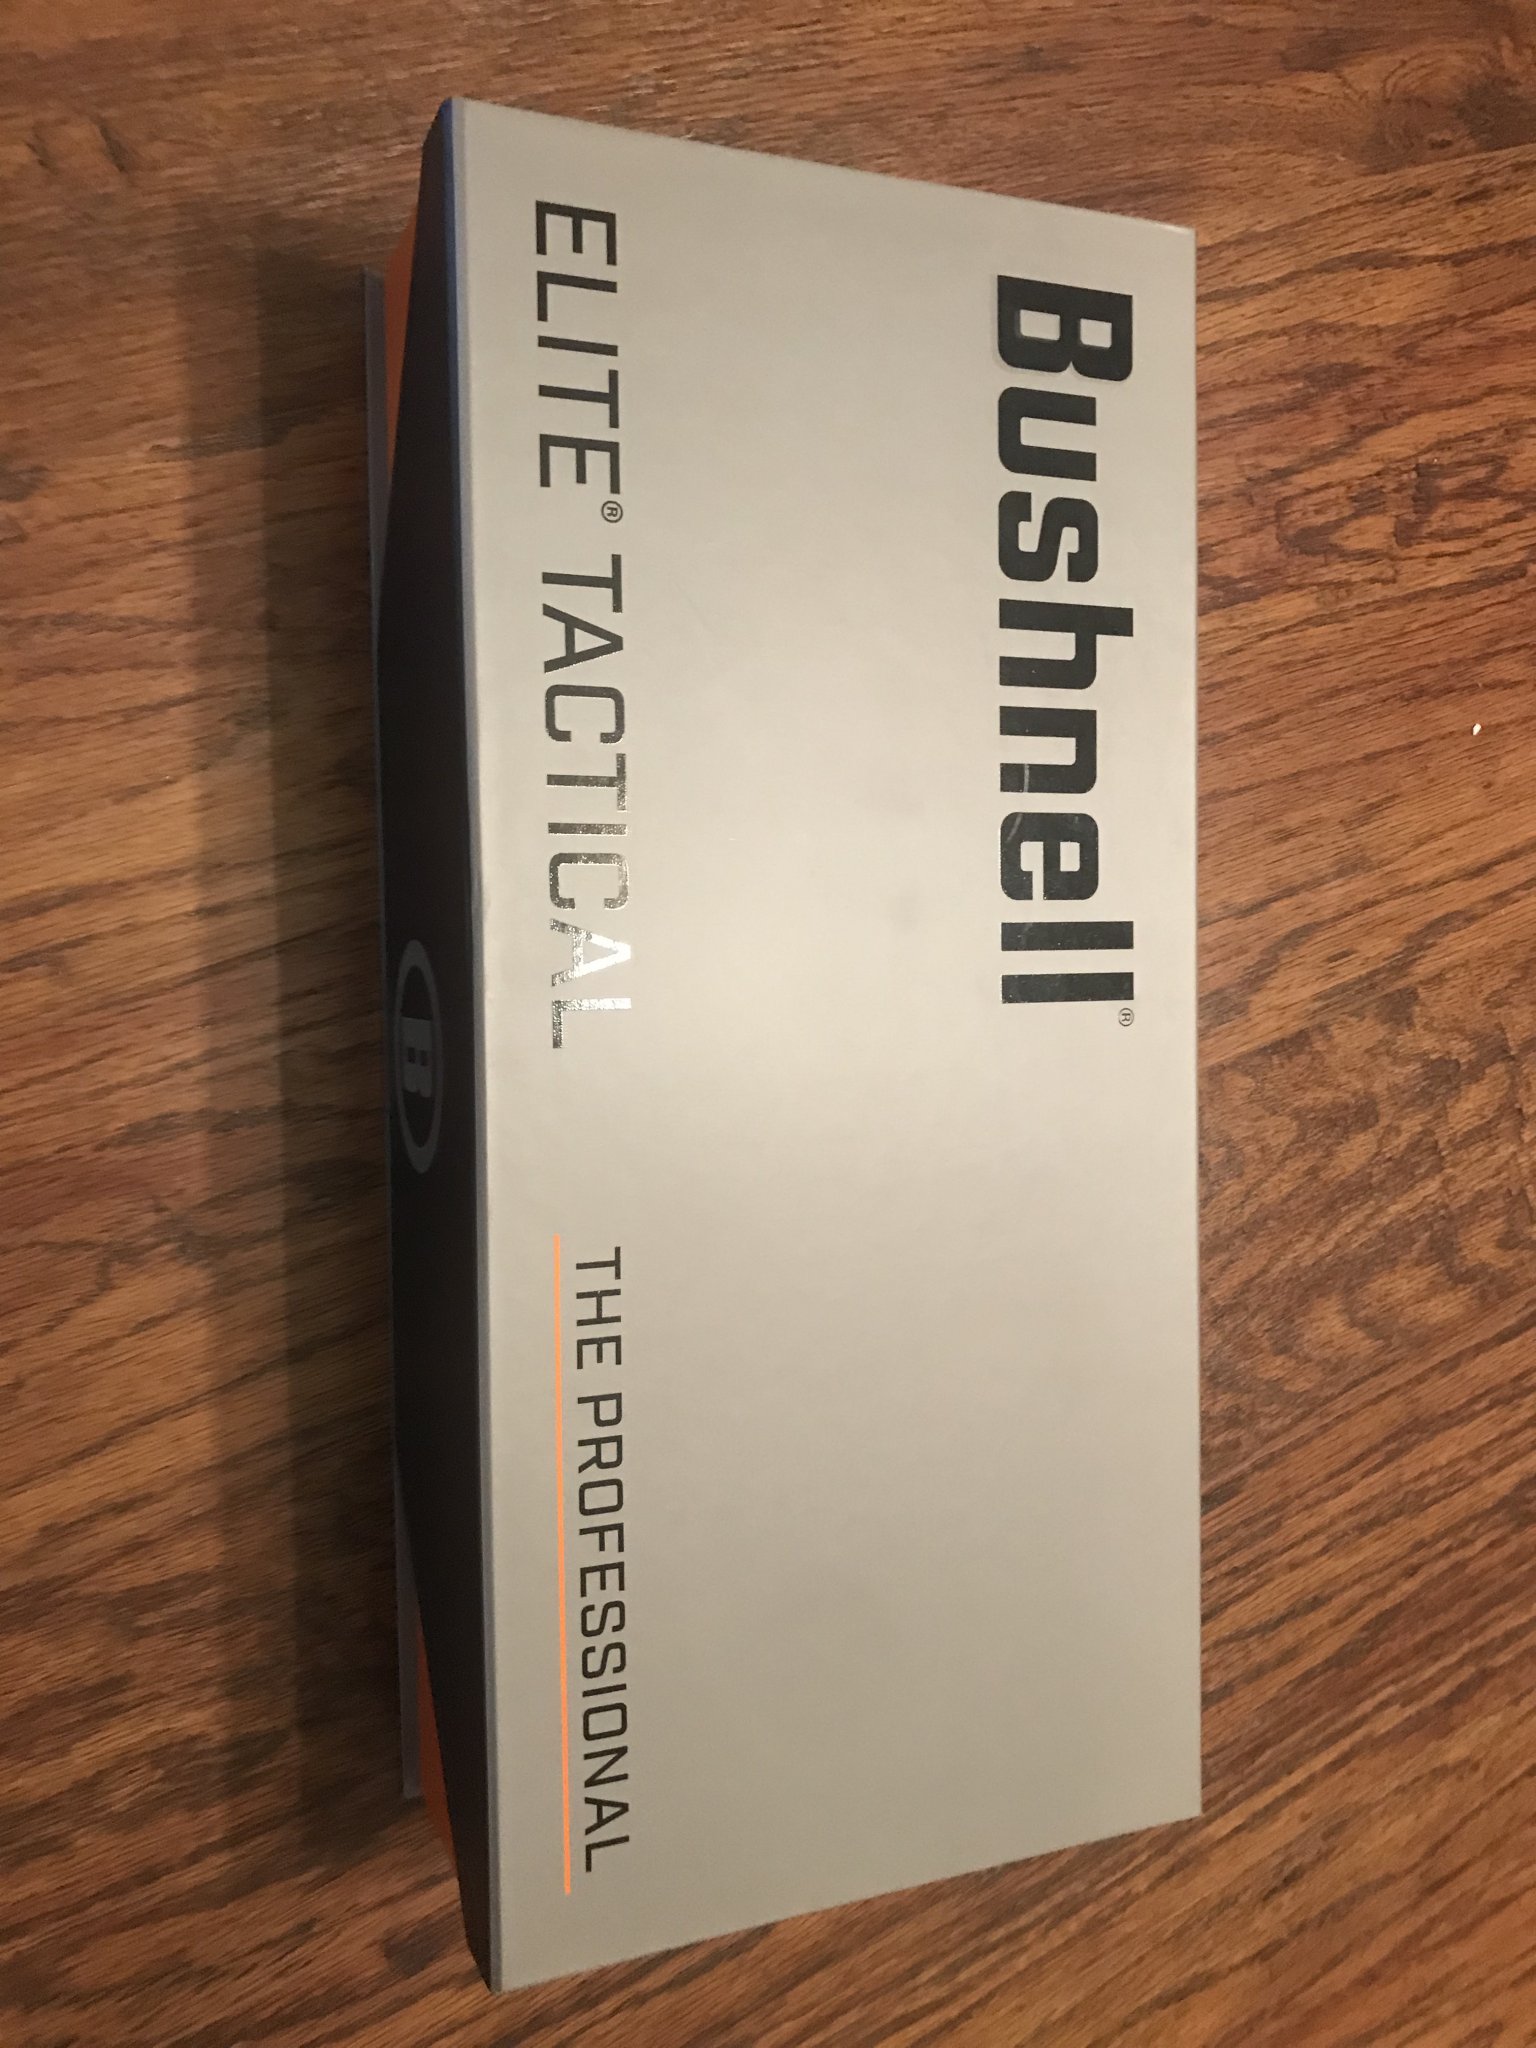 Bushnell®
ELITE® TACTICAL
THE PROFESSIONAL
B